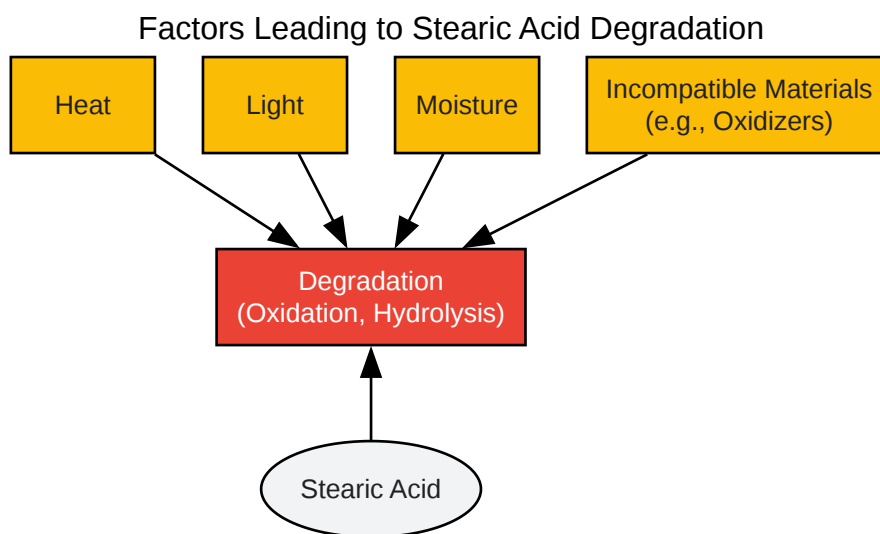 Factors Leading to Stearic Acid Degradation
Heat
Light
Moisture
Incompatible Materials
(e.g., Oxidizers)
Degradation
(Oxidation, Hydrolysis)
Stearic Acid